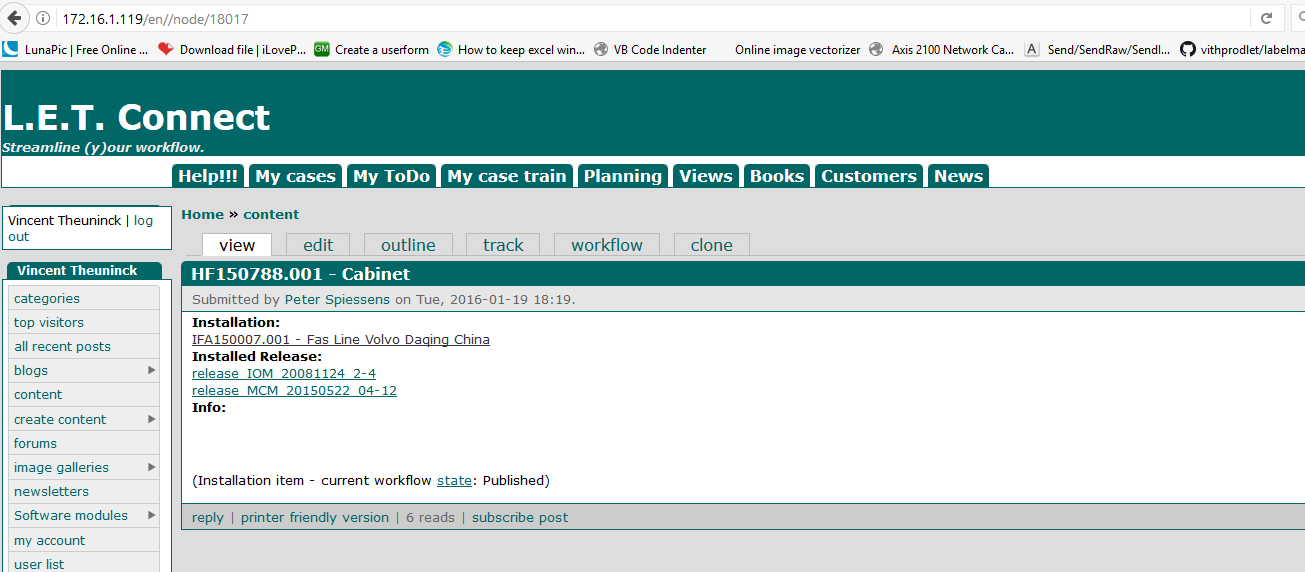 172.16.1.119/en//node/18017
LunaPic | Free Online ... Download file | iLoveP... GM Create a userform How to keep excel win... VB Code Indenter Online image vectorizer Axis 2100 Network Ca... A Send/SendRaw/SendI... vithprodlet/labelma
L.E.T. Connect
Streamline (y)our workflow.
Help!!! My cases My ToDo My case train Planning Views Books Customers News
Vincent Theuninck | log
out
Vincent Theuninck
categories
top visitors
all recent posts
blogs
content
create content
forums
image galleries
newsletters
Software modules
my account
user list
Home » content
view edit outline track workflow clone
HF150788.001 - Cabinet
Submitted by Peter Spiessens on Tue, 2016-01-19 18:19.
Installation:
IFA150007.001 - Fas Line Volvo Daqing China
Installed Release:
release_IOM_20081124_2-4
release_MCM_20150522_04-12
Info:
(Installation item - current workflow state: Published)
reply | printer friendly version | 6 reads | subscribe post